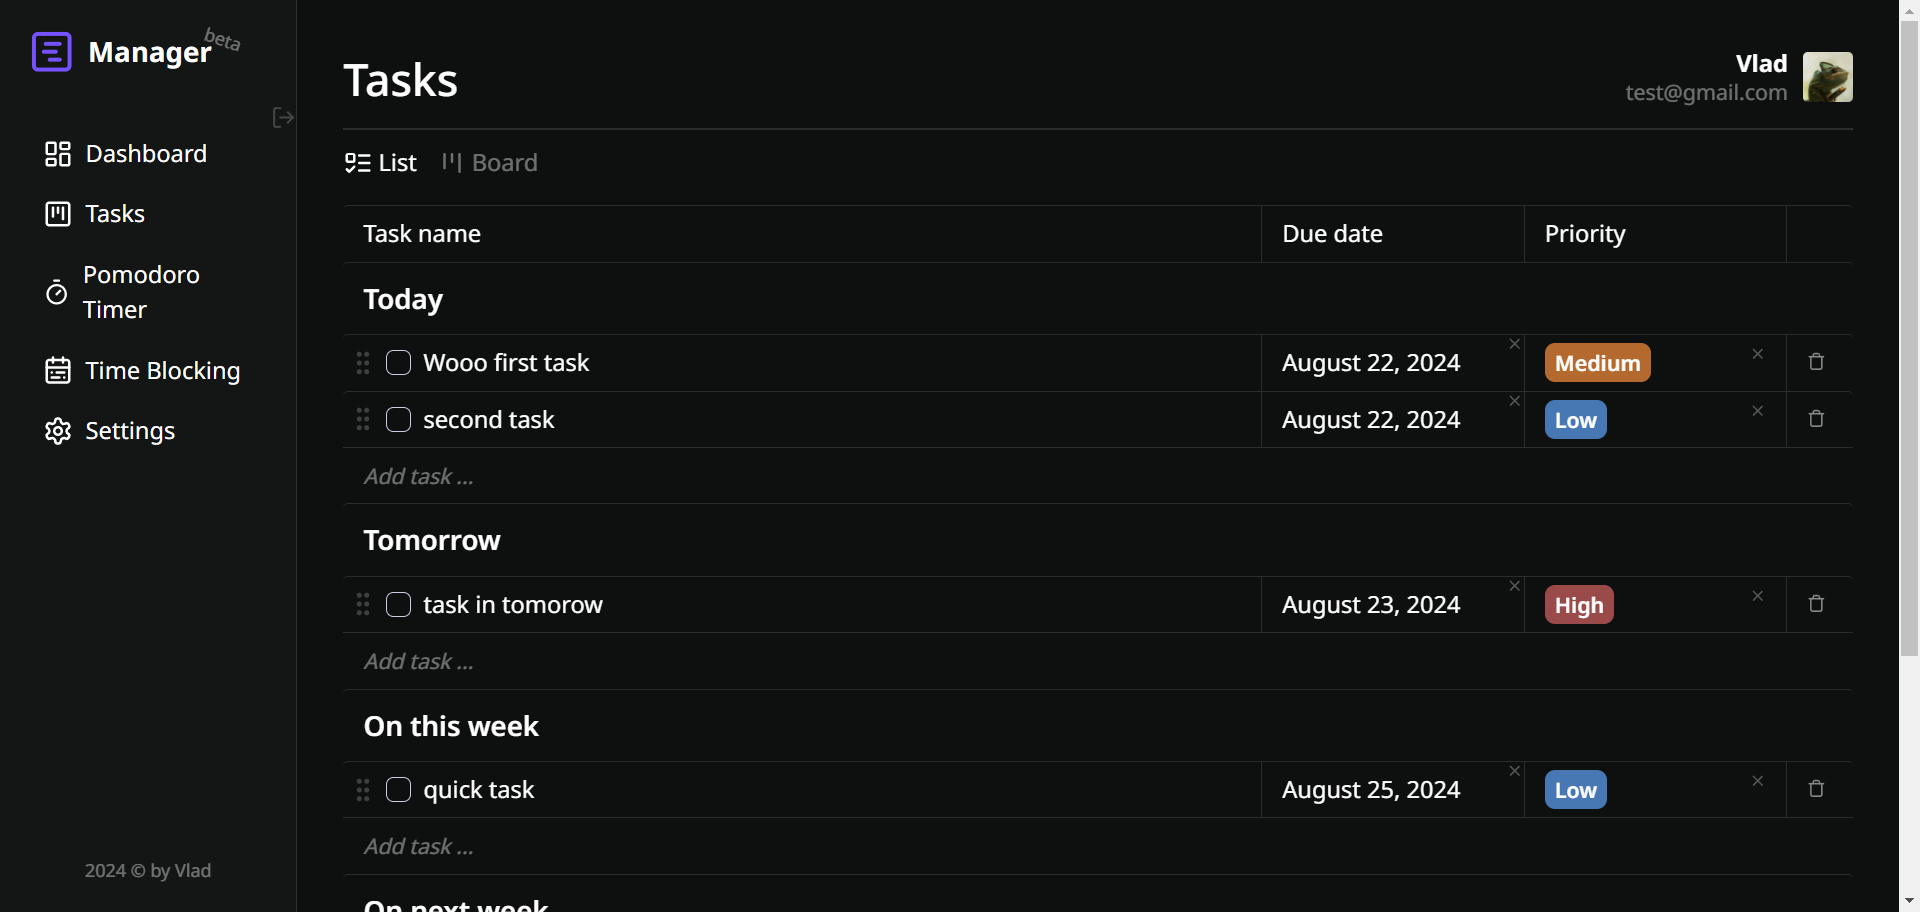 Manager beta
Dashboard
Tasks
Pomodoro
Timer
Time Blocking
Settings
2024 © by Vlad
Tasks
Vlad
test@gmail.com
List Board
Task name Due date Priority
Today
Wooo first task August 22, 2024 Medium
second task August 22, 2024 Low
Add task ...
Tomorrow
task in tomorow August 23, 2024 High
Add task ...
On this week
quick task August 25, 2024 Low
Add task ...
On next week